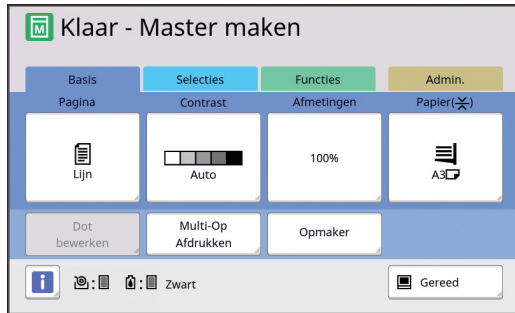 M Klaar - Master maken
Basis Selecties Functies Admin.
Pagina Contrast Afmetingen Papier( )
Lijn Auto 100% A3
Dot bewerken Multi-Op Afdrukken Opmaker
i : : Zwart Gereed